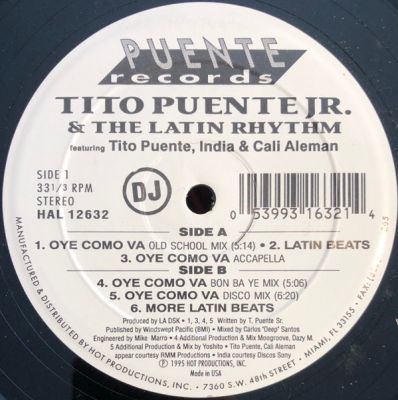 PUENTE
records
TITO PUENTE JR.
& THE LATIN RHYTHM
featuring Tito Puente, India & Cali Aleman
SIDE 1
33 1/3 RPM
STEREO
HAL 12632
DJ
0 53993 16321 4
SIDE A
1. OYE COMO VA OLD SCHOOL MIX (5:14) • 2. LATIN BEATS
3. OYE COMO VA ACCAPELLA
SIDE B
4. OYE COMO VA BON BA YE MIX (5:06)
5. OYE COMO VA DISCO MIX (6:20)
6. MORE LATIN BEATS
Produced by LA DSK • 1, 3, 4, 5 Written by T. Puente Sr.
Published by Windswept Pacific (BMI) • Mixed by Carlos "Deep" Santos
Engineered by Mike Marro • 4 Additional Production & Mix Moegroove, Dazy M.
5 Additional Production & Mix by Yoshito • Tito Puente, Cali Aleman
appear courtesy RMM Productions • India courtesy Discos Sony
Ⓟ 1995 HOT PRODUCTIONS, INC.
Made in USA
MANUFACTURED & DISTRIBUTED BY HOT PRODUCTIONS, INC. • 7360 S.W. 48th STREET • MIAMI, FL 33155 • FAX: